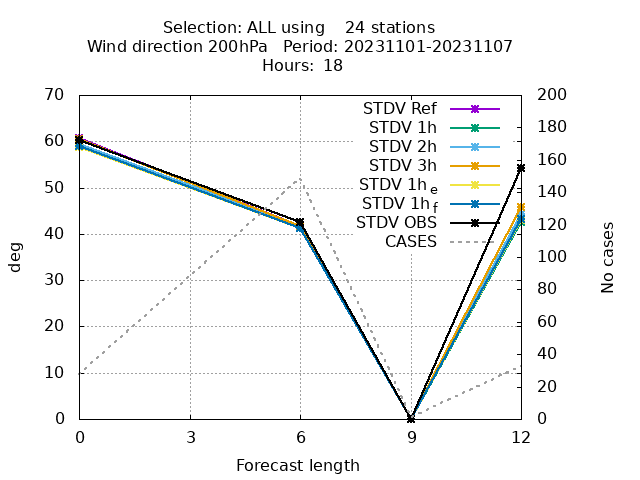 Selection: ALL using    24 stations
Wind direction 200hPa   Period: 20231101-20231107
Hours: 18
70
60
50
40
30
20
10
0
deg
200
180
160
140
120
100
80
60
40
20
0
No cases
STDV Ref
STDV 1h
STDV 2h
STDV 3h
STDV 1h e
STDV 1h f
STDV OBS
CASES
0 3 6 9 12
Forecast length